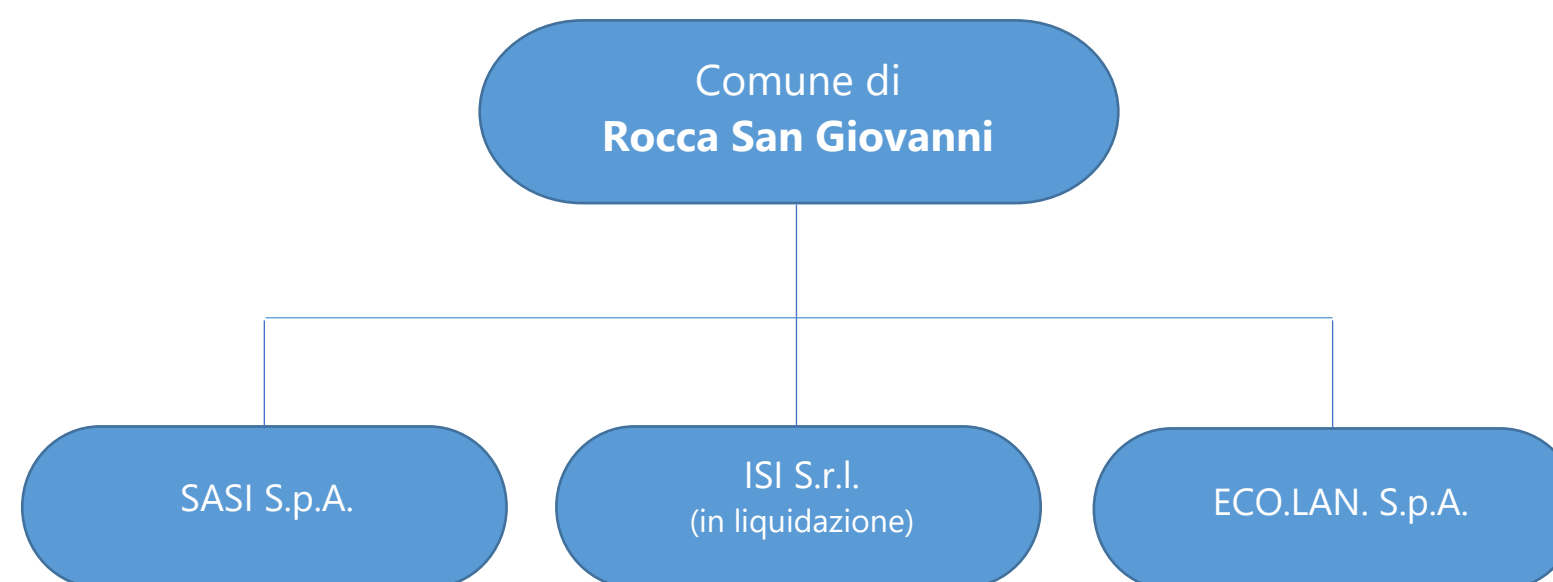 Comune di
Rocca San Giovanni
SASI S.p.A.
ISI S.r.l.
(in liquidazione)
ECO.LAN. S.p.A.